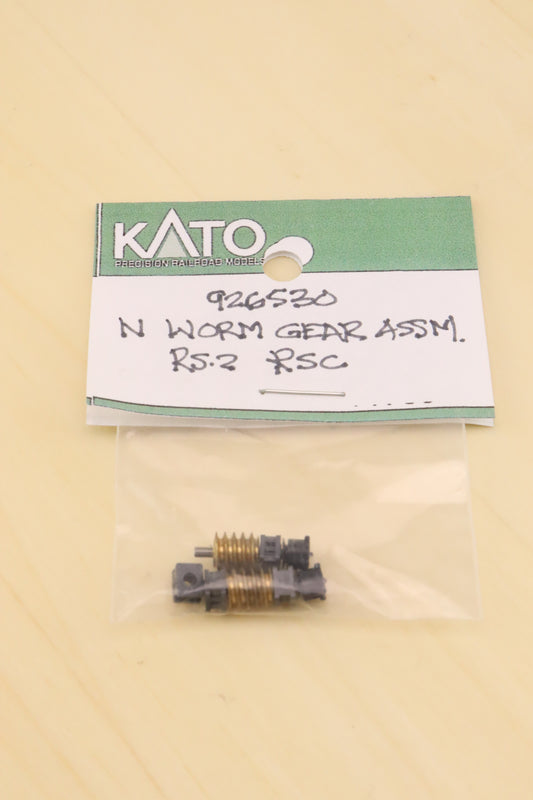 KATO
PRECISION RAILROAD MODELS
926530
N WORM GEAR ASSM.
RS-2 RSC